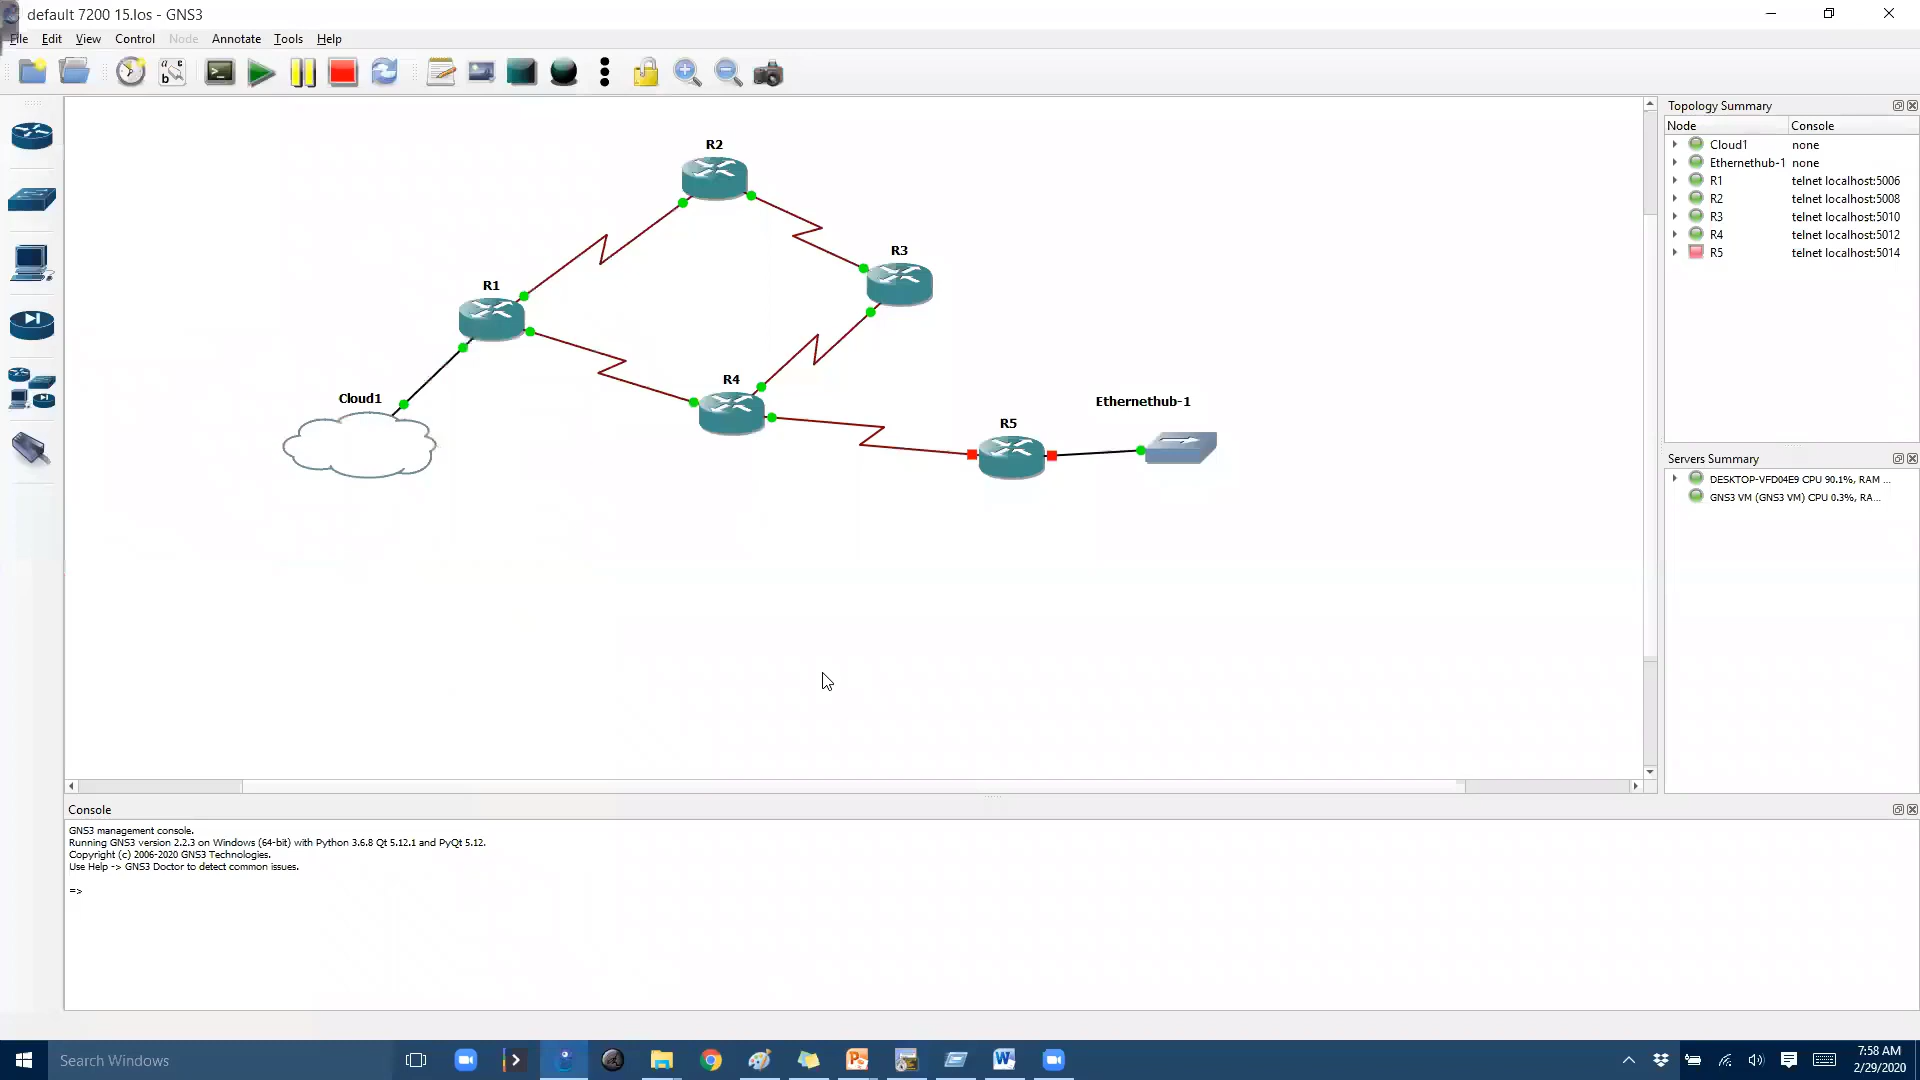 default 7200 15.Ios - GNS3
File Edit View Control Node Annotate Tools Help
R2
R3
R1
R4
Cloud1
Ethernethub-1
R5
Topology Summary
Node Console
Cloud1 none
Ethernethub-1 none
R1 telnet localhost:5006
R2 telnet localhost:5008
R3 telnet localhost:5010
R4 telnet localhost:5012
R5 telnet localhost:5014
Servers Summary
DESKTOP-VFD04E9 CPU 90.1%, RAM ...
GNS3 VM (GNS3 VM) CPU 0.3%, RA...
Console
GNS3 management console.
Running GNS3 version 2.2.3 on Windows (64-bit) with Python 3.6.8 Qt 5.12.1 and PyQt 5.12.
Copyright (c) 2006-2020 GNS3 Technologies.
Use Help -> GNS3 Doctor to detect common issues.
=>
Search Windows
7:58 AM
2/29/2020